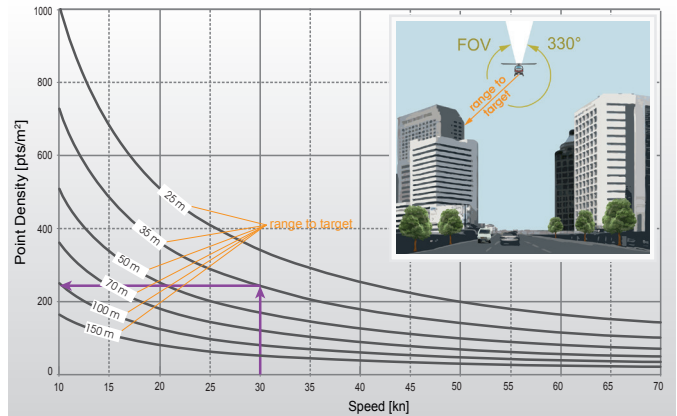 1000
800
600
400
200
0
Point Density [pts/m²]
10
15
20
25
30
35
40
45
50
55
60
65
70
Speed [kn]
25 m
35 m
50 m
70 m
100 m
150 m
range to target
FOV
330°
range to
target